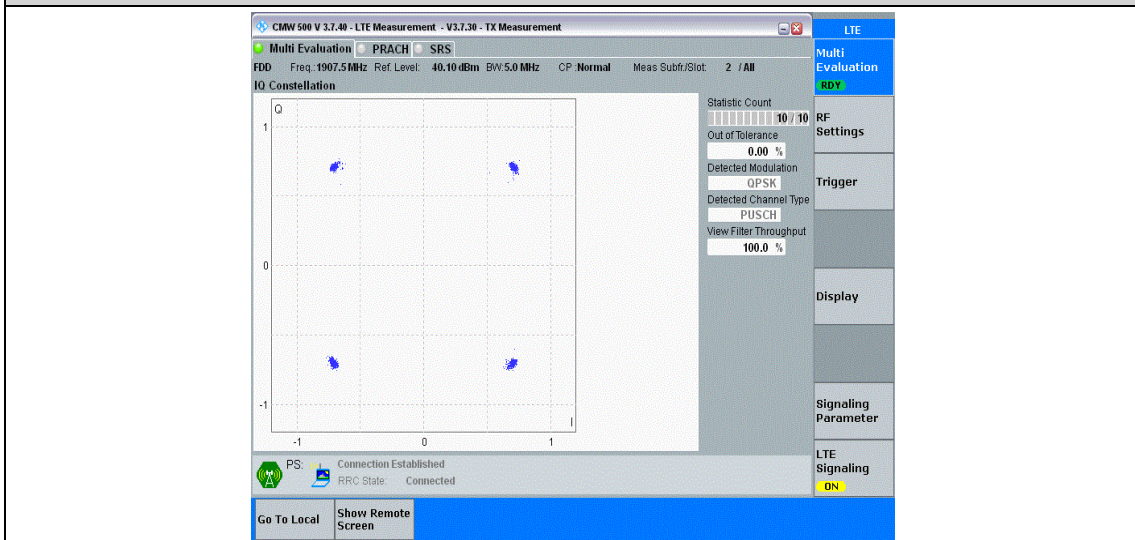 CMW 500 V 3.7.40 - LTE Measurement - V3.7.30 - TX Measurement
LTE
Multi Evaluation PRACH SRS
FDD Freq.:1907.5 MHz Ref. Level: 40.10 dBm BW:5.0 MHz CP :Normal Meas Subfr./Slot: 2 / All
IQ Constellation
Q
1
0
-1
I
-1 0 1
Statistic Count
10 / 10
Out of Tolerance
0.00 %
Detected Modulation
QPSK
Detected Channel Type
PUSCH
View Filter Throughput
100.0 %
Multi
Evaluation
RDY
RF
Settings
Trigger
Display
Signaling
Parameter
LTE
Signaling
ON
PS: Connection Established
RRC State: Connected
Go To Local
Show Remote
Screen